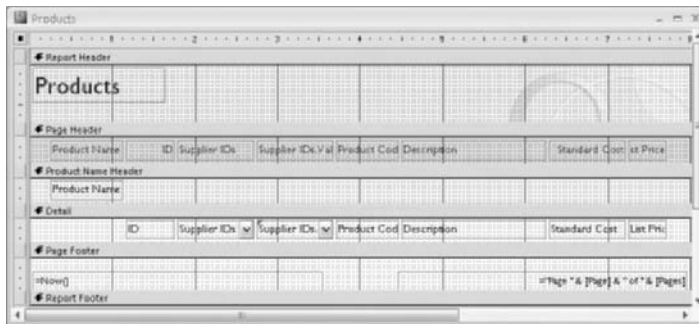 Products
Report Header
Products
Page Header
Product Name ID Supplier IDs Supplier IDs.Val Product Cod Description Standard Cost st Price
Product Name Header
Product Name
Detail
ID Supplier IDs Supplier IDs. Product Cod Description Standard Cost List Pric
Page Footer
=Now() ="Page " & [Page] & " of " & [Pages]
Report Footer